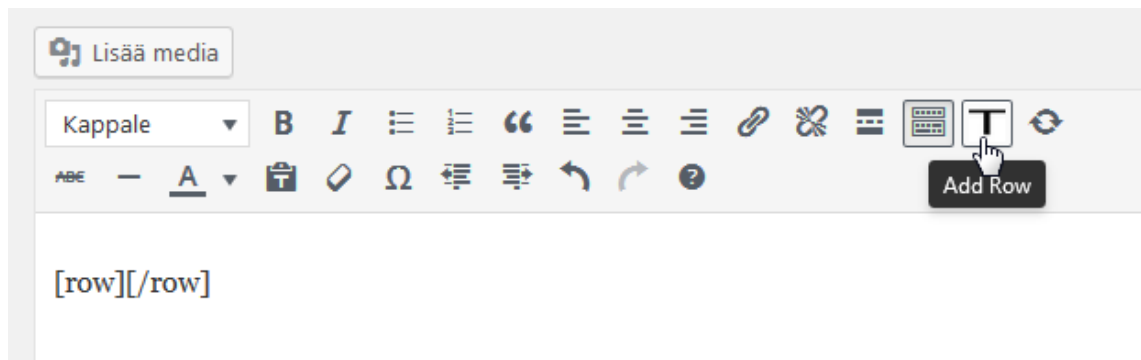 Lisää media
Kappale B I
ABC A Ω
Add Row
[row][/row]